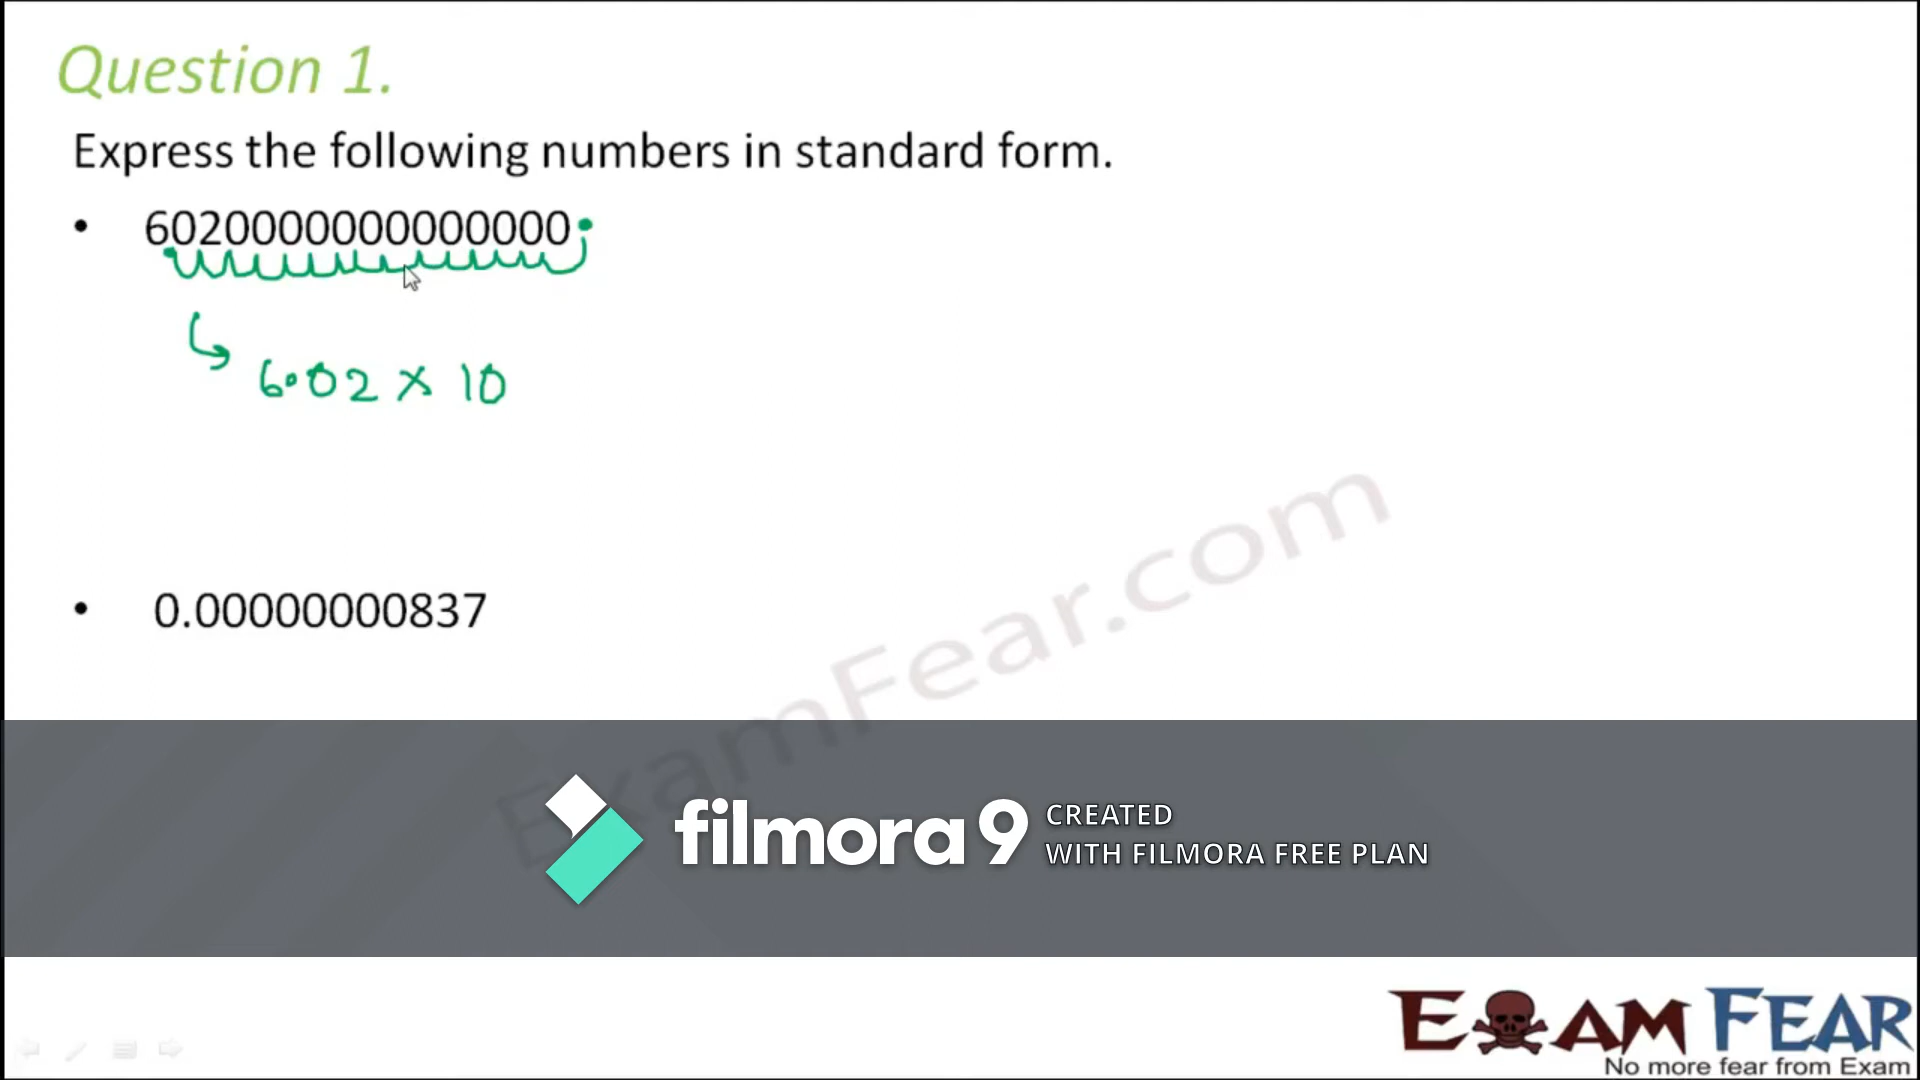 Question 1.
Express the following numbers in standard form.
• 6020000000000000.
6.02 × 10
• 0.00000000837
ExamFear.com
filmora 9 CREATED
WITH FILMORA FREE PLAN
EXAM FEAR
No more fear from Exam